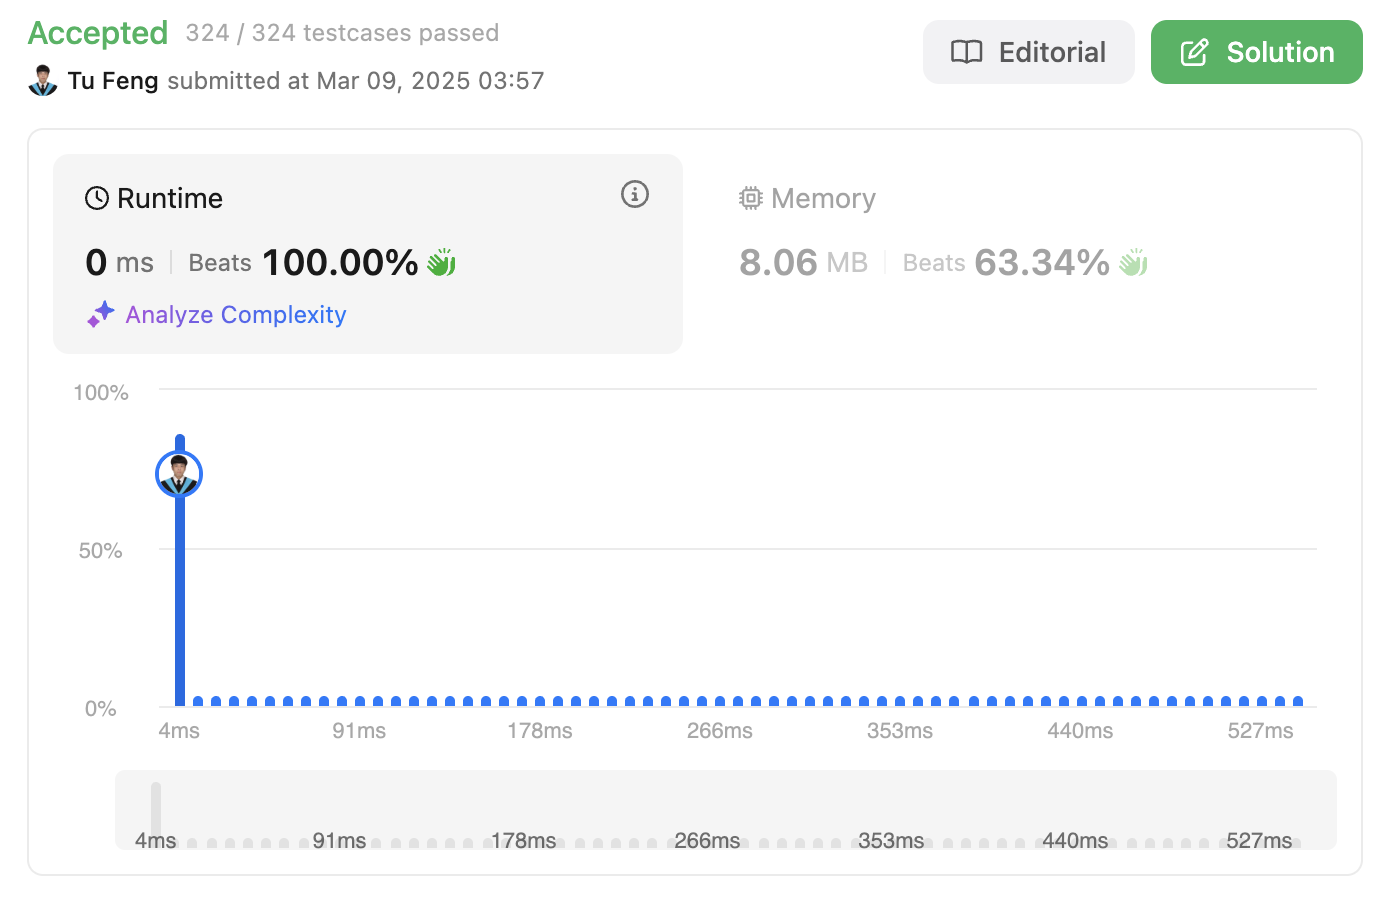 Accepted 324 / 324 testcases passed
Tu Feng submitted at Mar 09, 2025 03:57
Editorial
Solution
Runtime
0 ms Beats 100.00%
Analyze Complexity
Memory
8.06 MB Beats 63.34%
100%
50%
0%
4ms 91ms 178ms 266ms 353ms 440ms 527ms
4ms 91ms 178ms 266ms 353ms 440ms 527ms